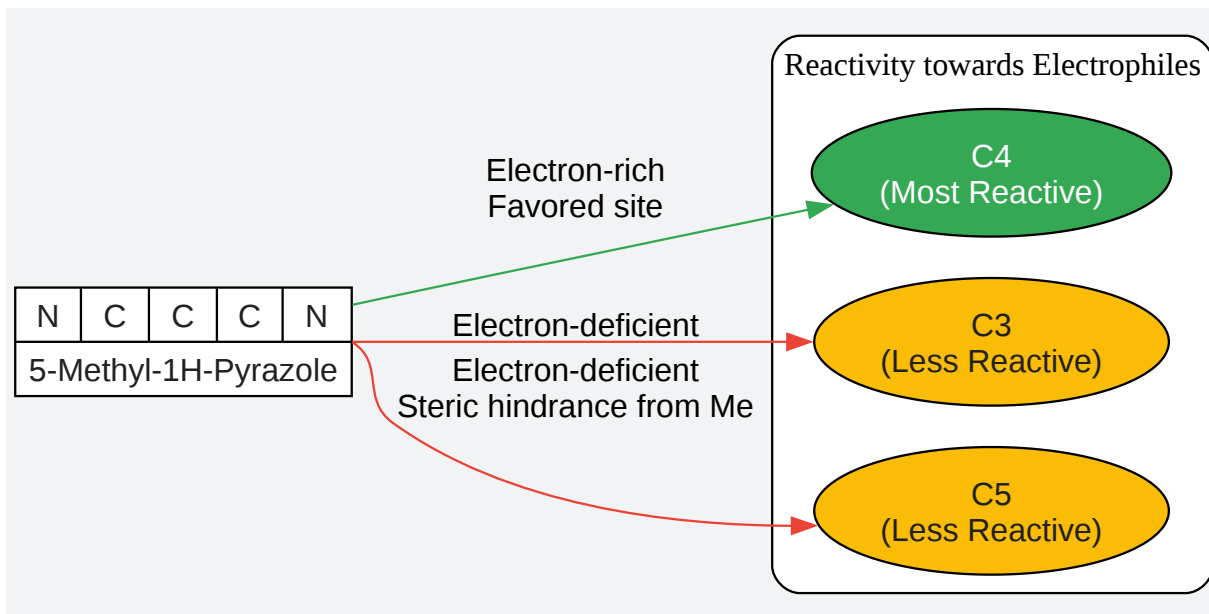 Reactivity towards Electrophiles
C4
(Most Reactive)
Electron-rich
Favored site
N C C C N
5-Methyl-1H-Pyrazole
Electron-deficient
C3
(Less Reactive)
Electron-deficient
Steric hindrance from Me
C5
(Less Reactive)